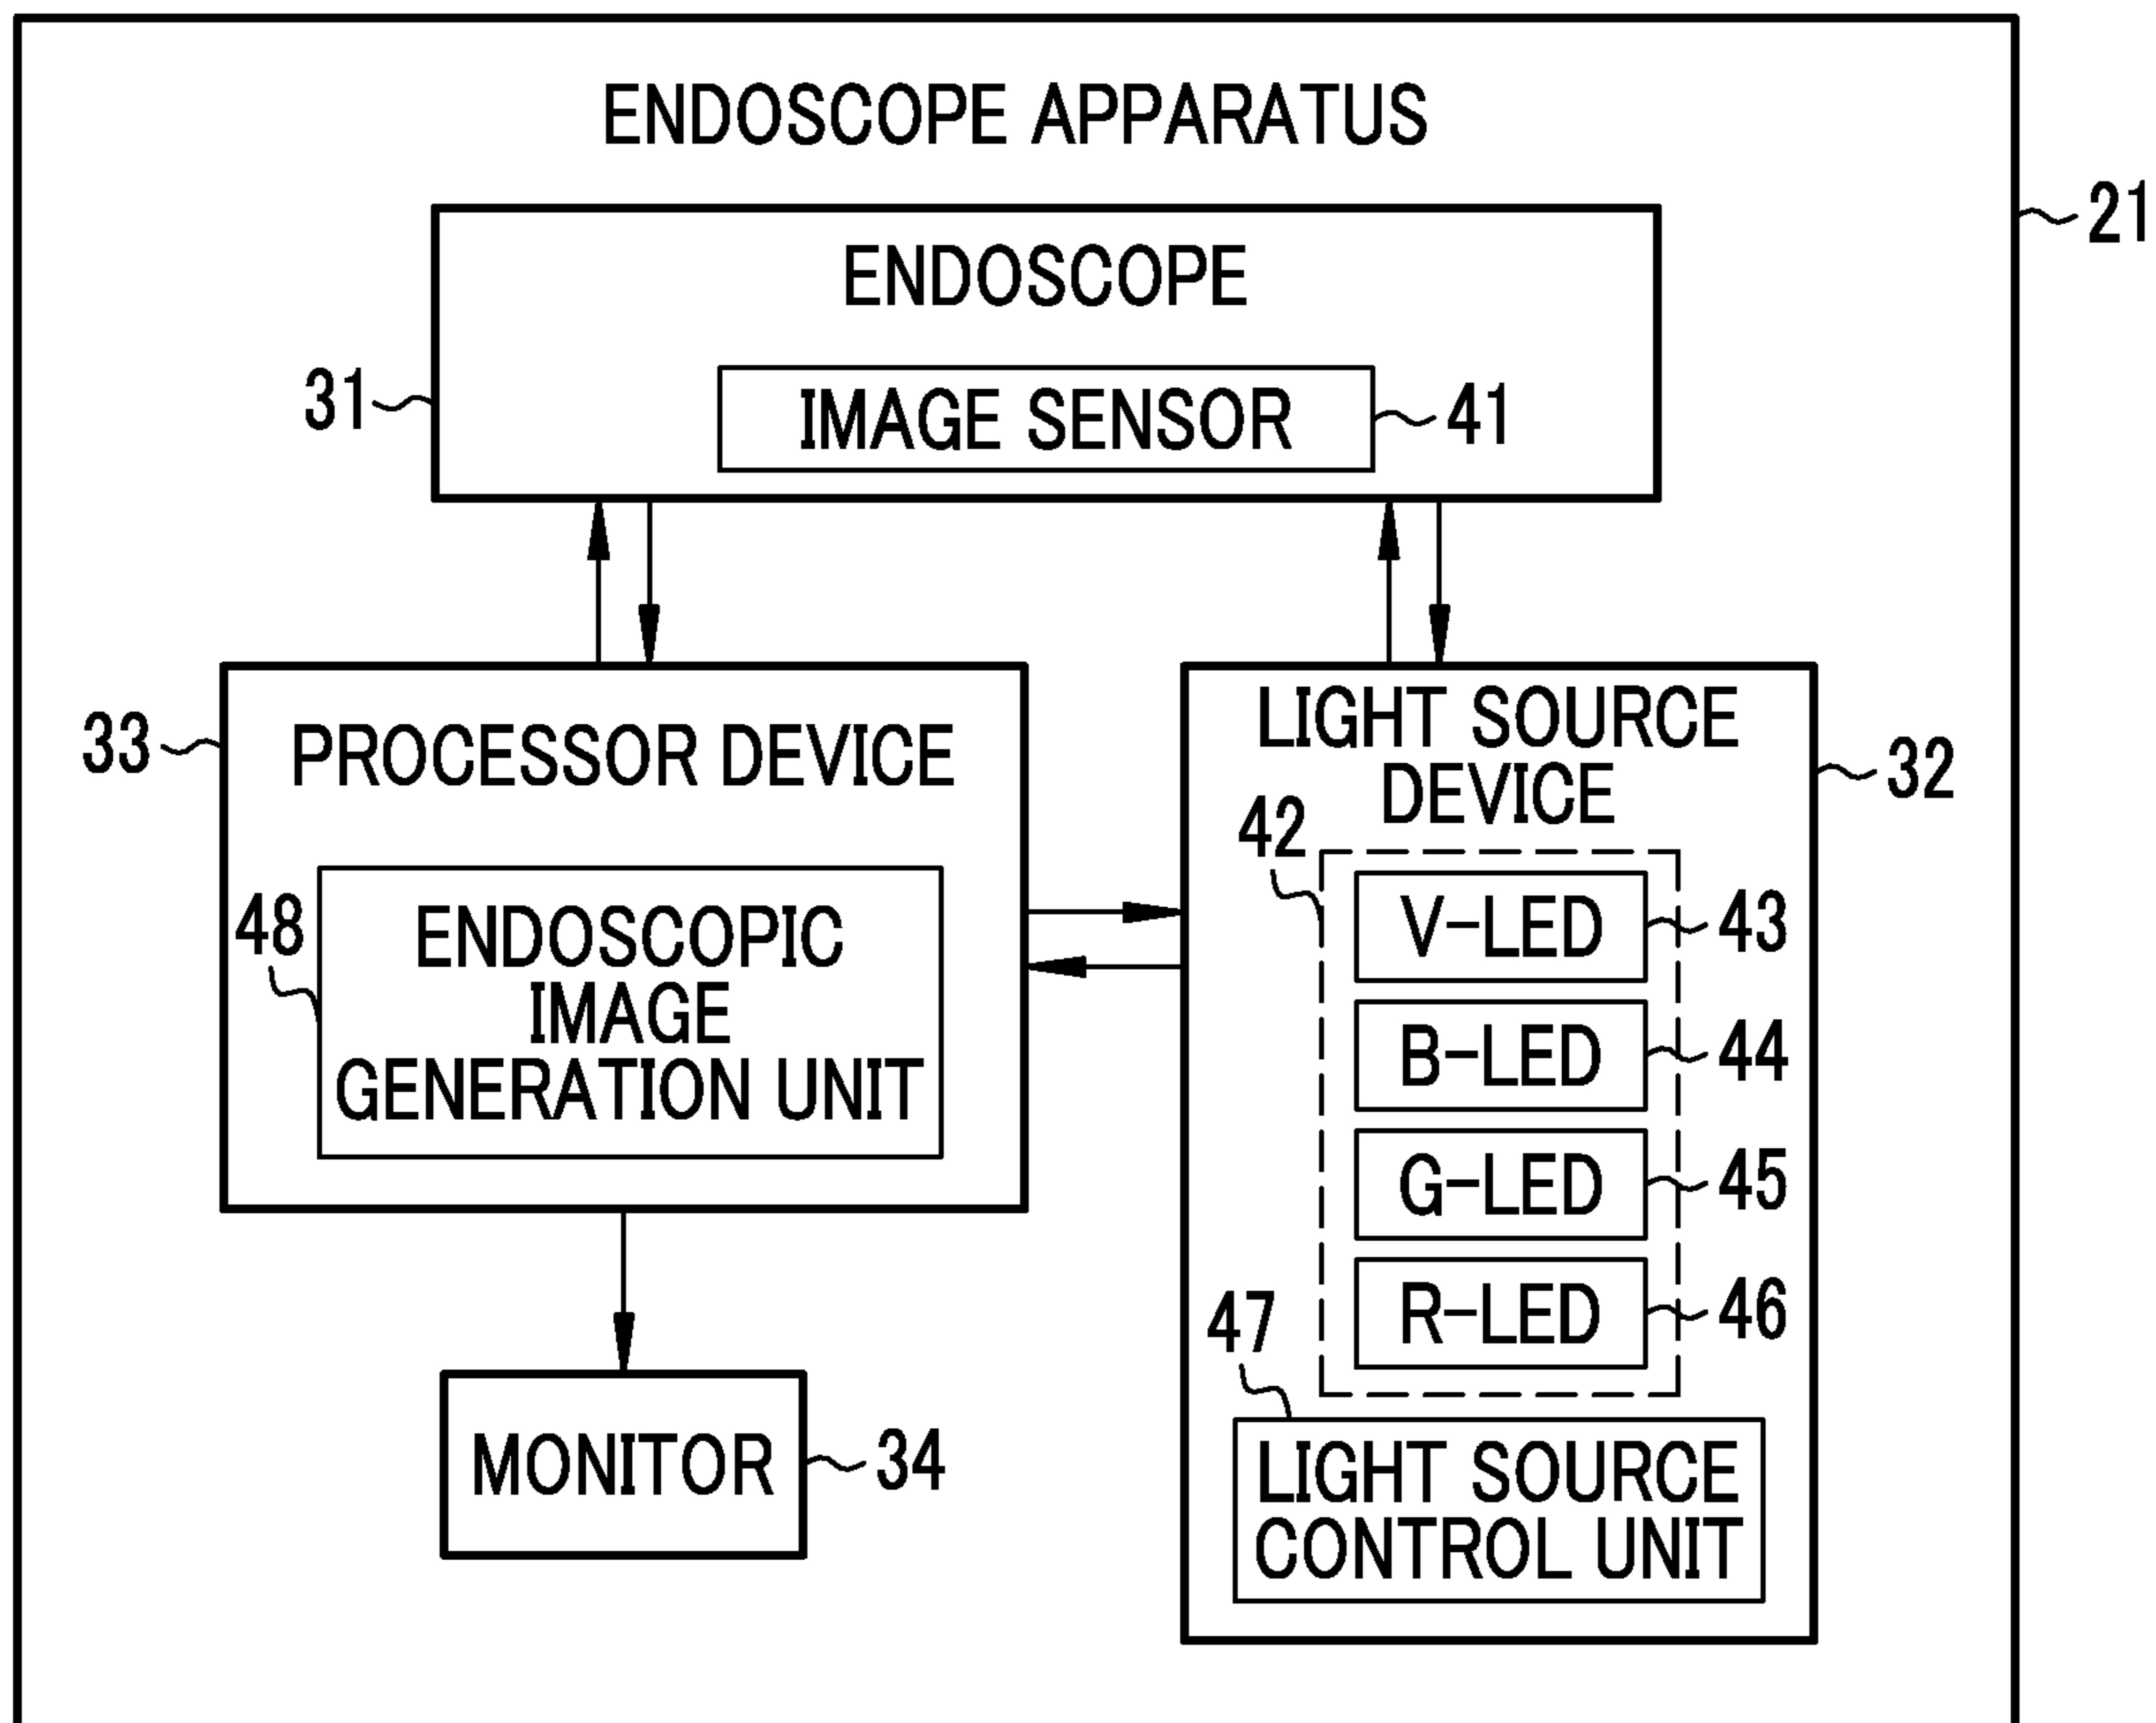 ENDOSCOPE APPARATUS
21
ENDOSCOPE
31
IMAGE SENSOR
41
33
PROCESSOR DEVICE
48
ENDOSCOPIC
IMAGE
GENERATION UNIT
LIGHT SOURCE
DEVICE
32
42
V-LED
43
B-LED
44
G-LED
45
R-LED
46
47
LIGHT SOURCE
CONTROL UNIT
MONITOR
34